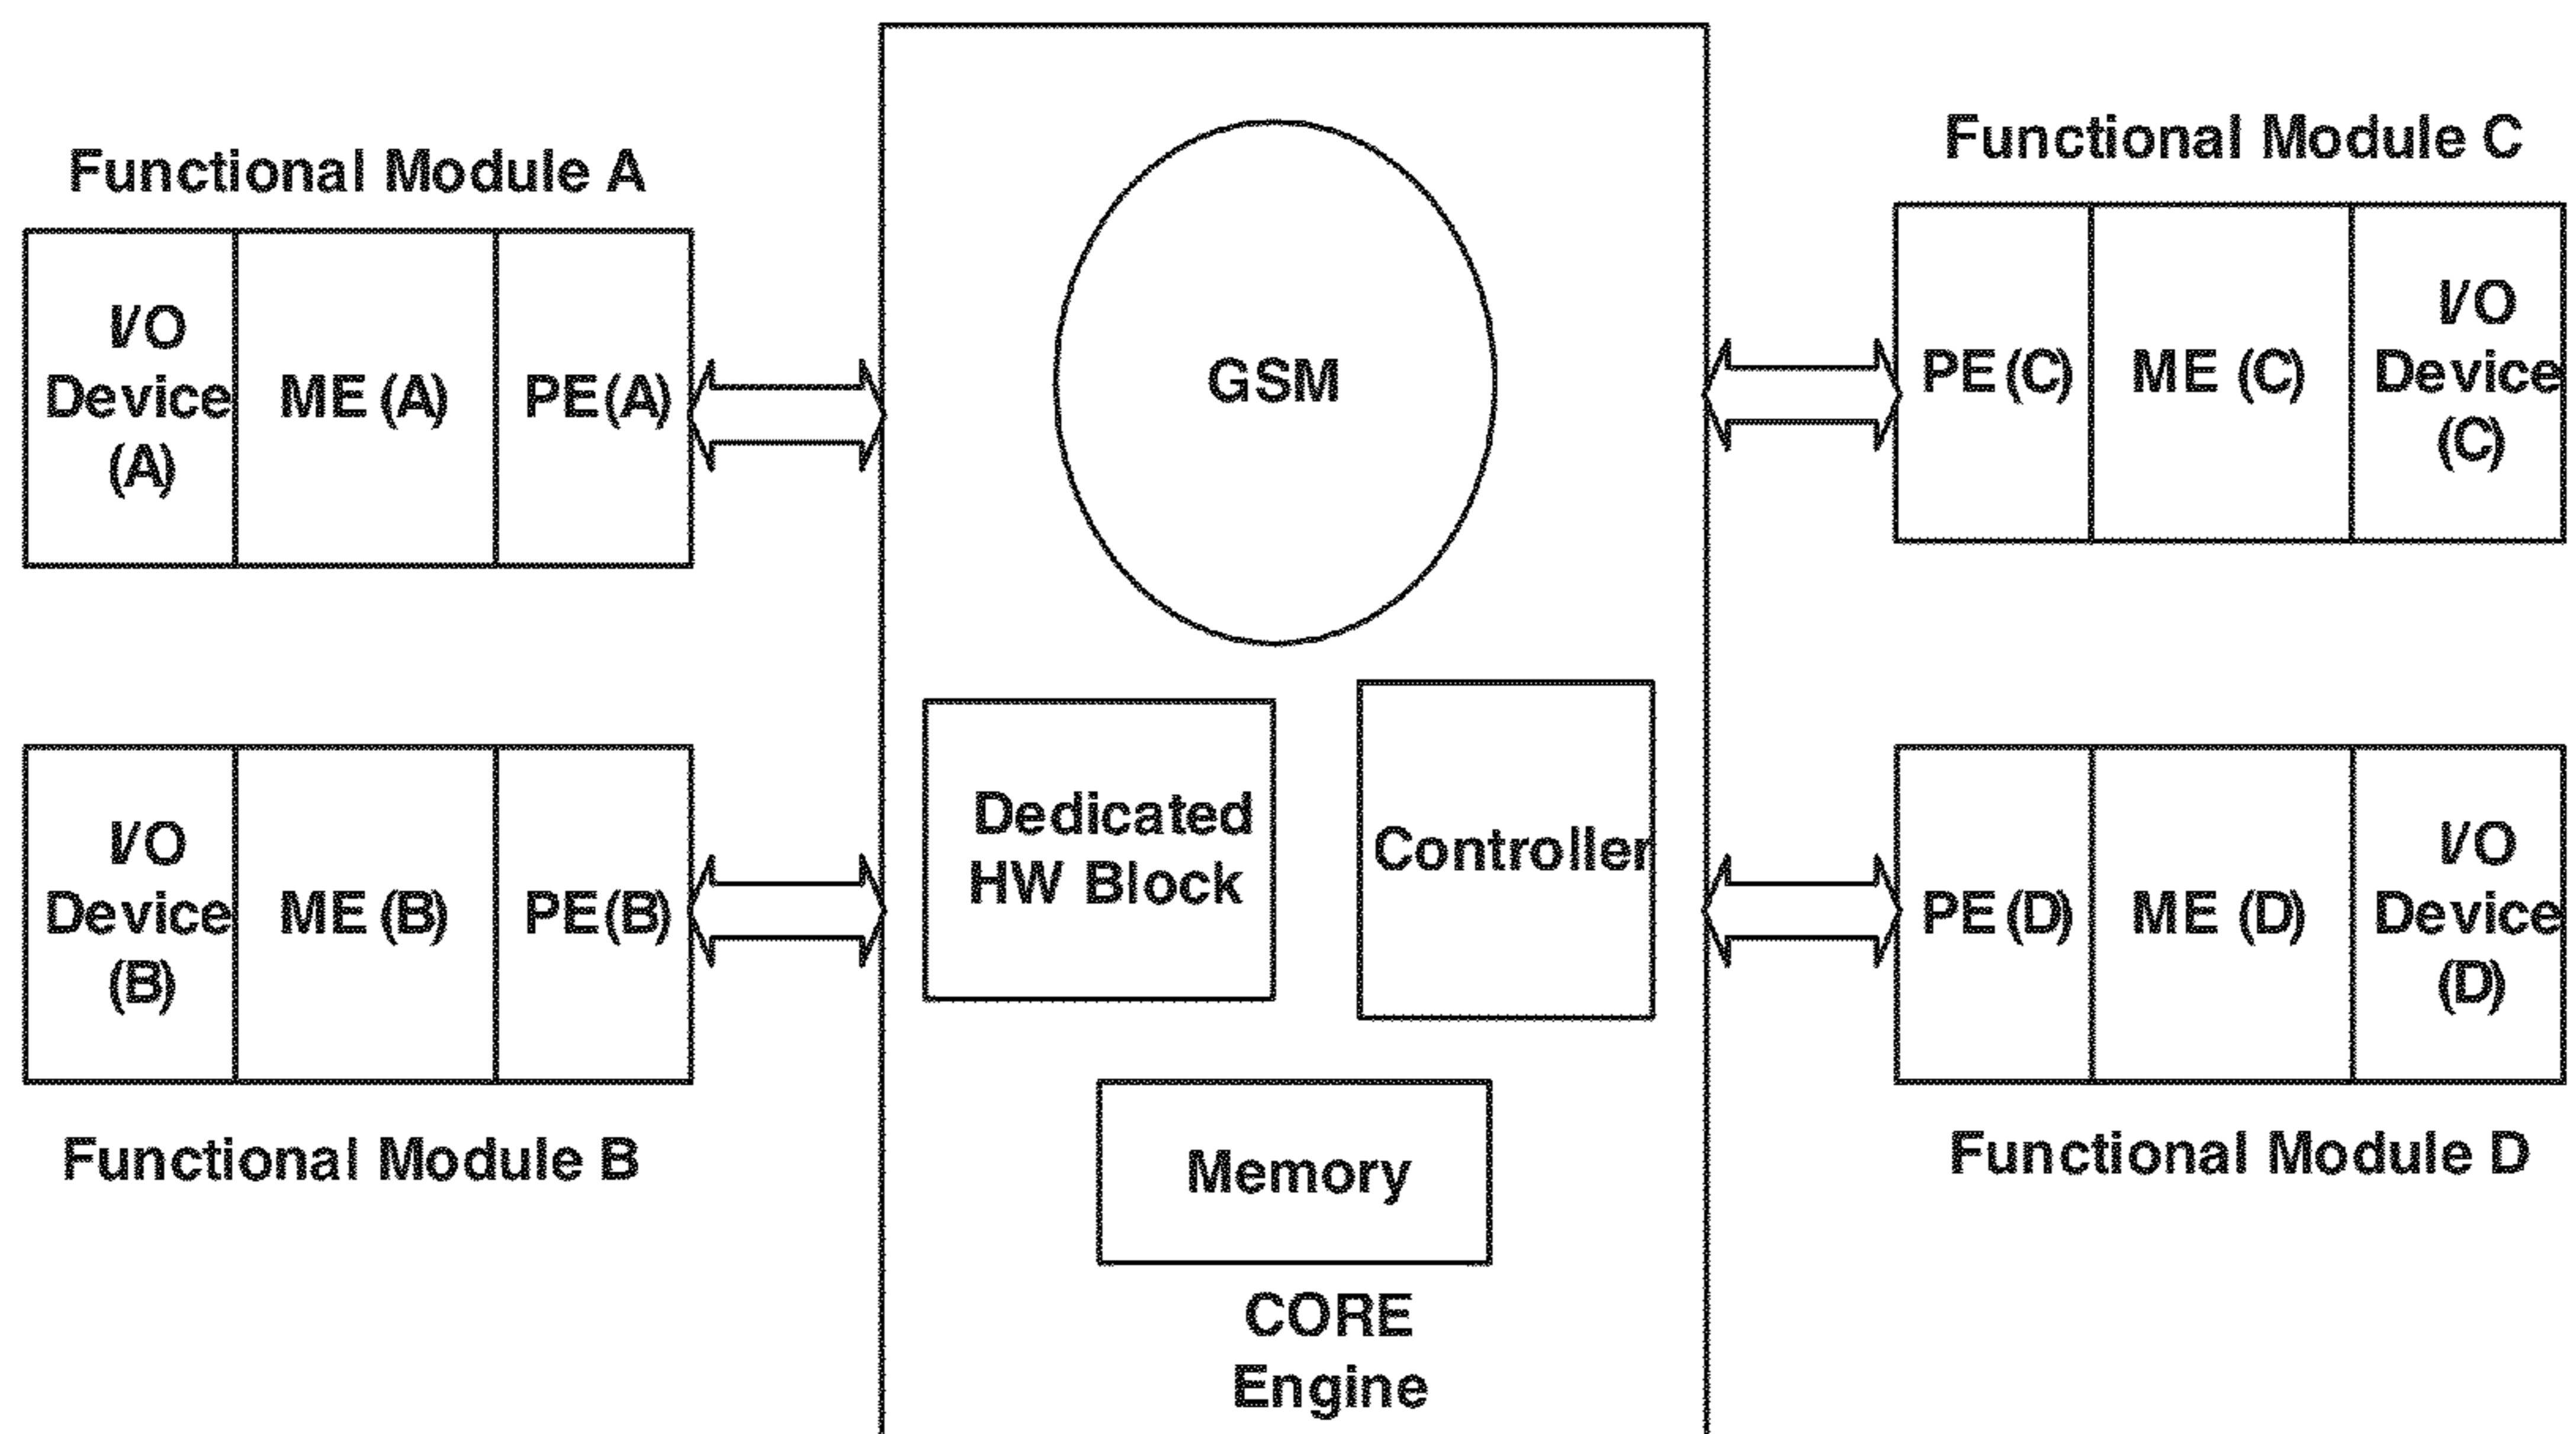 Functional Module A
I/O
Device
(A)
ME (A)
PE(A)
Functional Module B
I/O
Device
(B)
ME (B)
PE(B)
GSM
Dedicated
HW Block
Controller
Memory
CORE
Engine
Functional Module C
PE(C)
ME (C)
I/O
Device
(C)
Functional Module D
PE(D)
ME (D)
I/O
Device
(D)